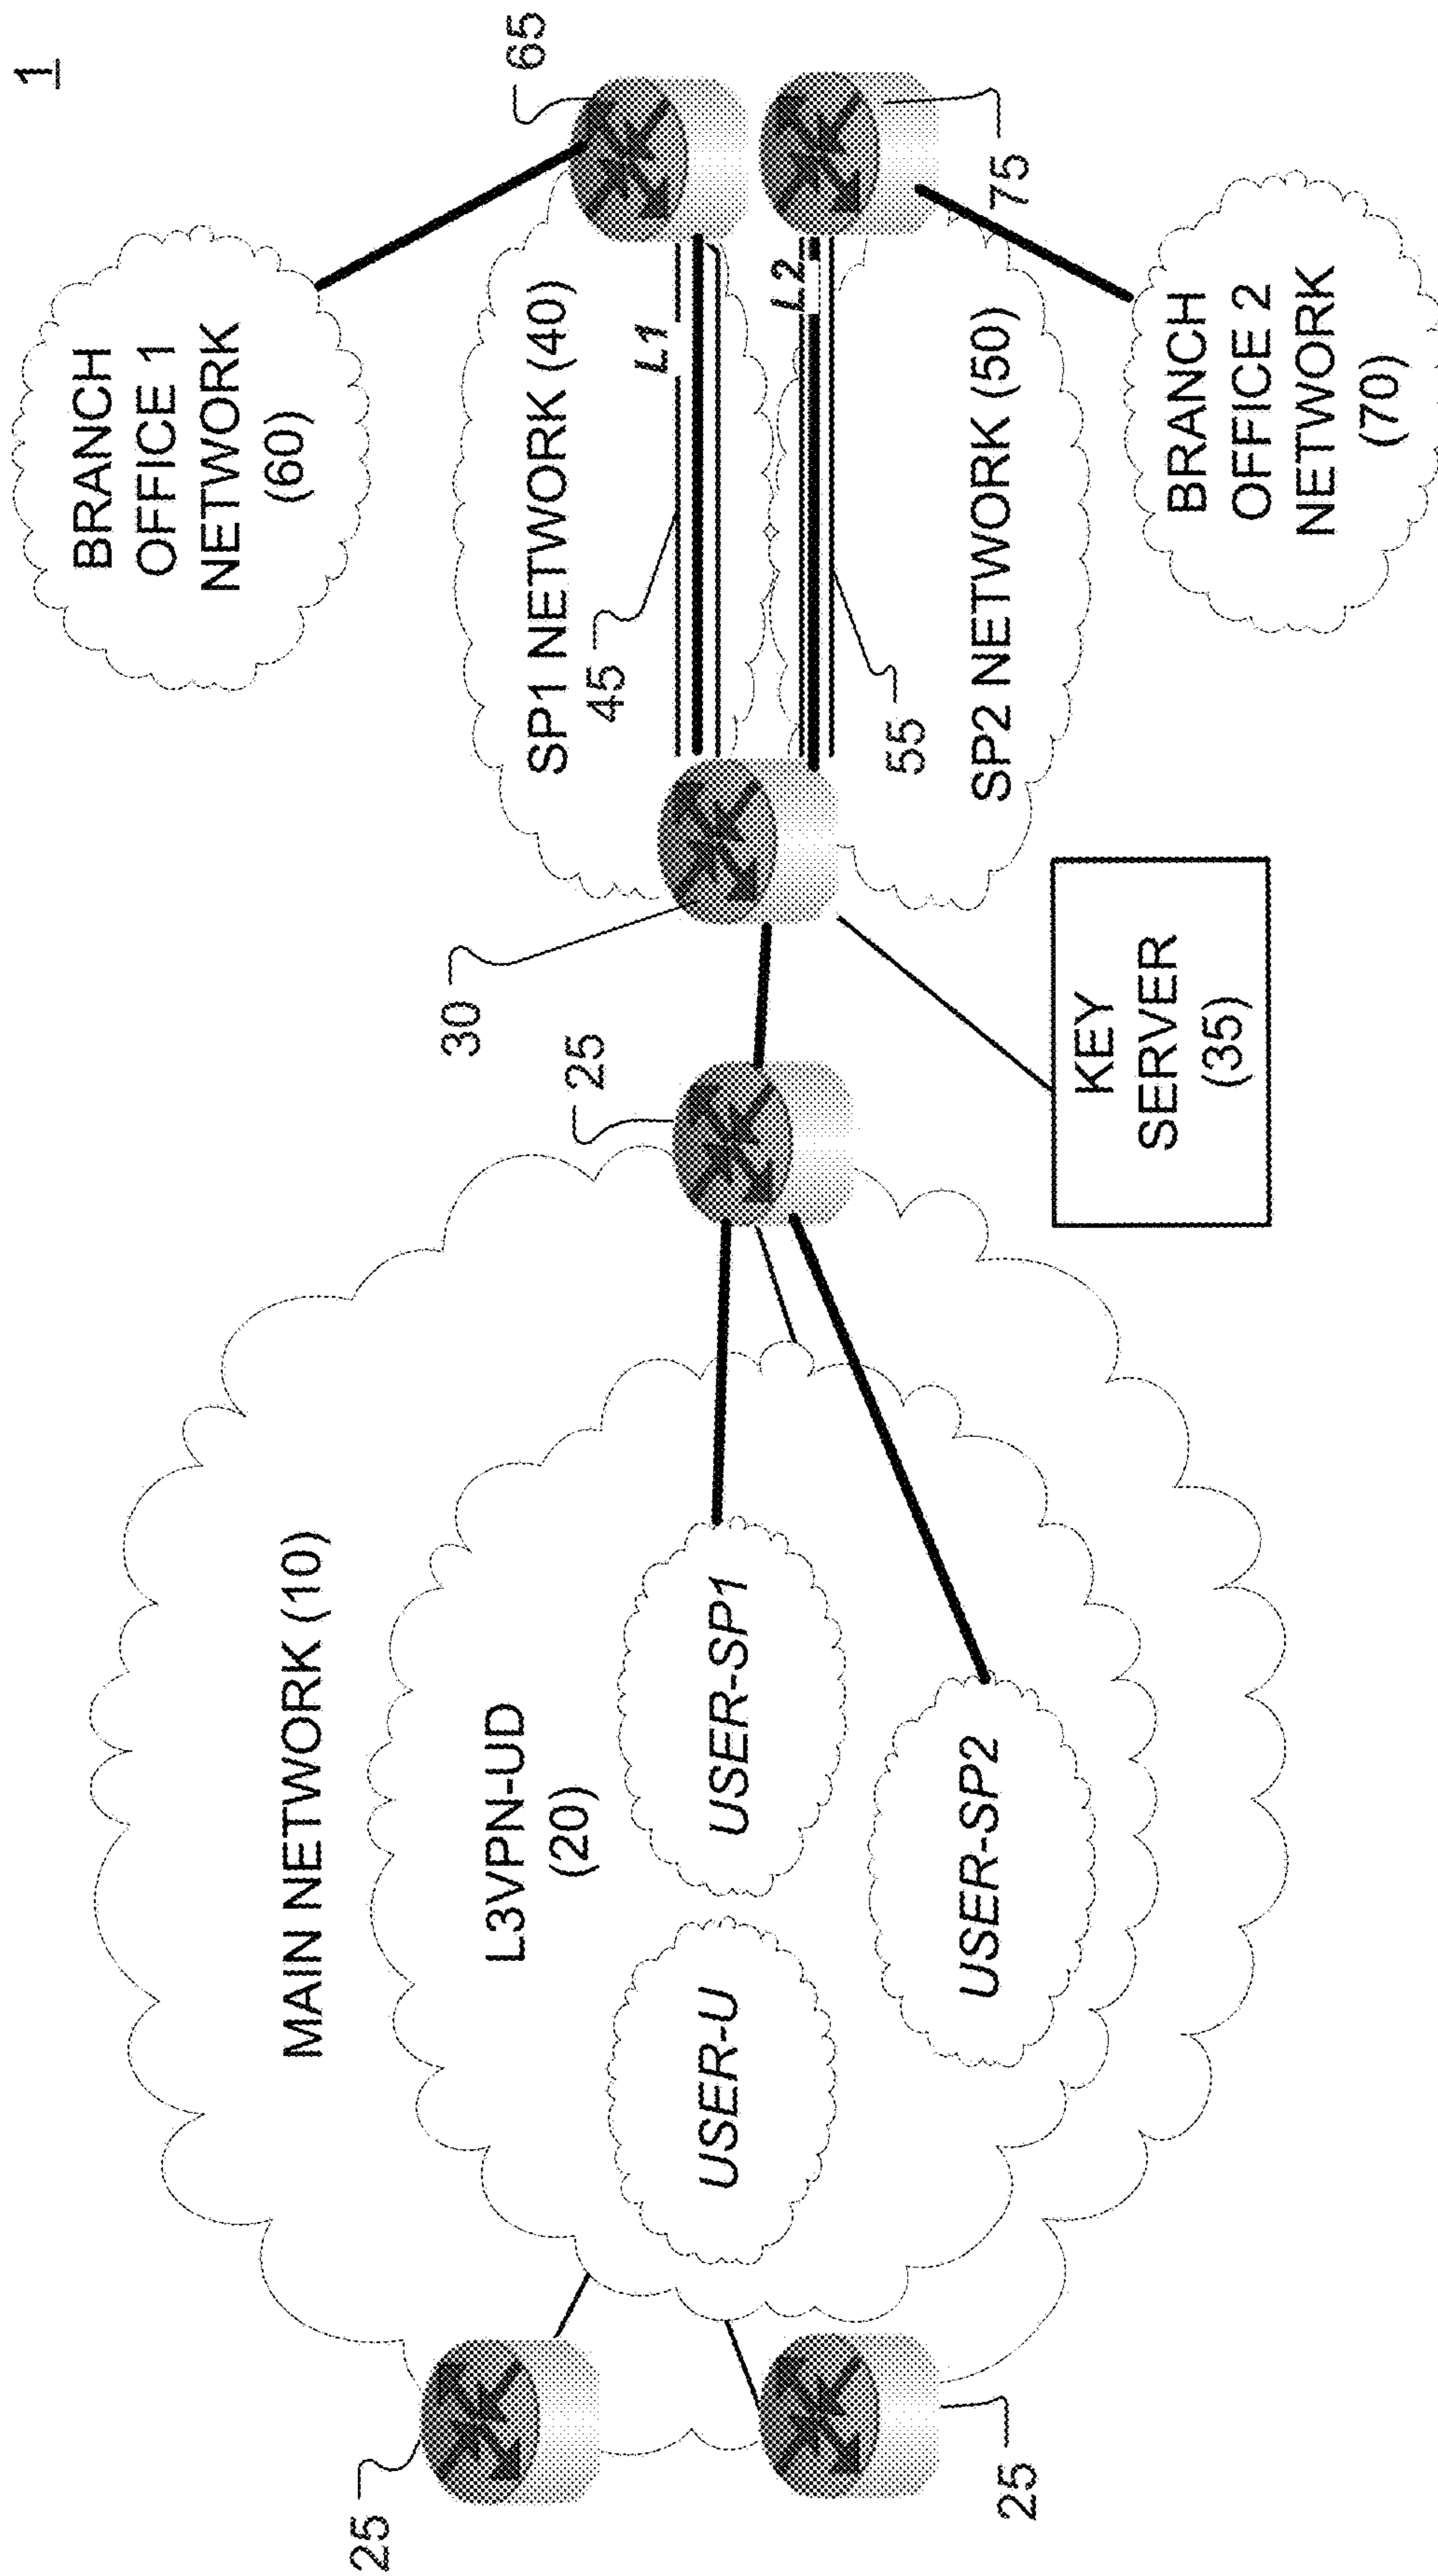 1
BRANCH
OFFICE 1
NETWORK
(60)
65
SP1 NETWORK (40)
L1
45
L2
55
SP2 NETWORK (50)
75
BRANCH
OFFICE 2
NETWORK
(70)
30
25
KEY
SERVER
(35)
MAIN NETWORK (10)
L3VPN-UD
(20)
USER-SP1
USER-U
USER-SP2
25
25